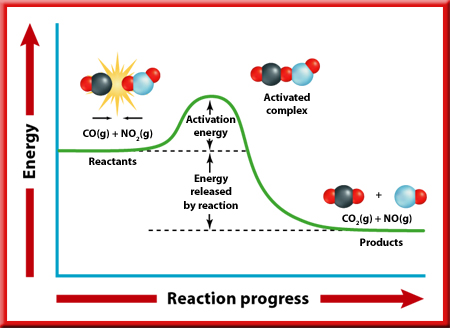 Energy
CO(g) + NO₂(g)
Reactants
Activation
energy
Activated
complex
Energy
released
by reaction
+
CO₂(g) + NO(g)
Products
Reaction progress